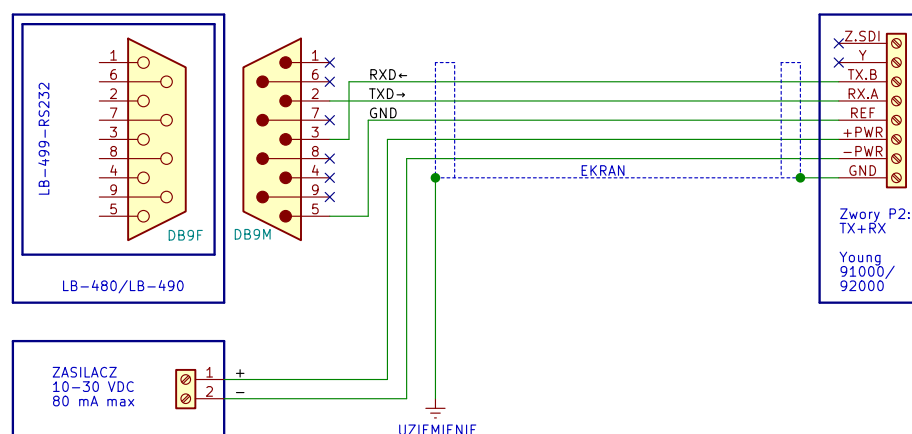 LB-499-RS232
1
6
2
7
3
8
4
9
5
DB9F
LB-480/LB-490
1
6
2
7
3
8
4
9
5
DB9M
RXD←
TXD→
GND
EKRAN
Z.SDI
Y
TX.B
RX.A
REF
+PWR
-PWR
GND
Zwory P2:
TX+RX
Young
91000/
92000
ZASILACZ
10-30 VDC
80 mA max
1
2
+
-
UZIEMIENIE